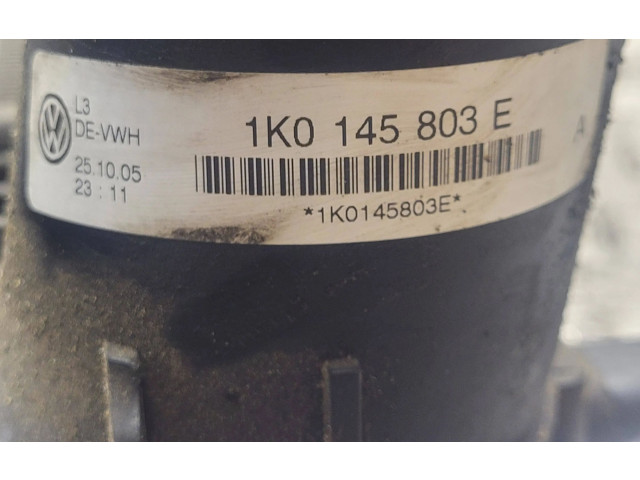 L3
DE-VWH
25.10.05
23:11
1K0 145 803 E
A
*1K0145803E*